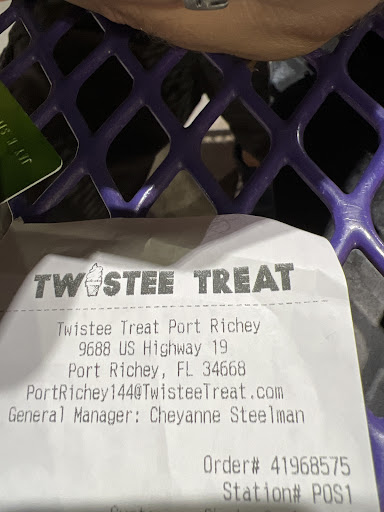 TWISTEE TREAT
Twistee Treat Port Richey
9688 US Highway 19
Port Richey, FL 34668
PortRichey144@TwisteeTreat.com
General Manager: Cheyanne Steelman
Order# 41968575
Station# POS1